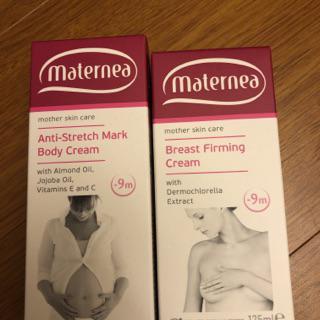 maternea
mother skin care
Anti-Stretch Mark
Body Cream
with Almond Oil,
Jojoba Oil,
Vitamins E and C
-9m
maternea
mother skin care
Breast Firming
Cream
with
Dermochlorella
Extract
-9m
125ml e